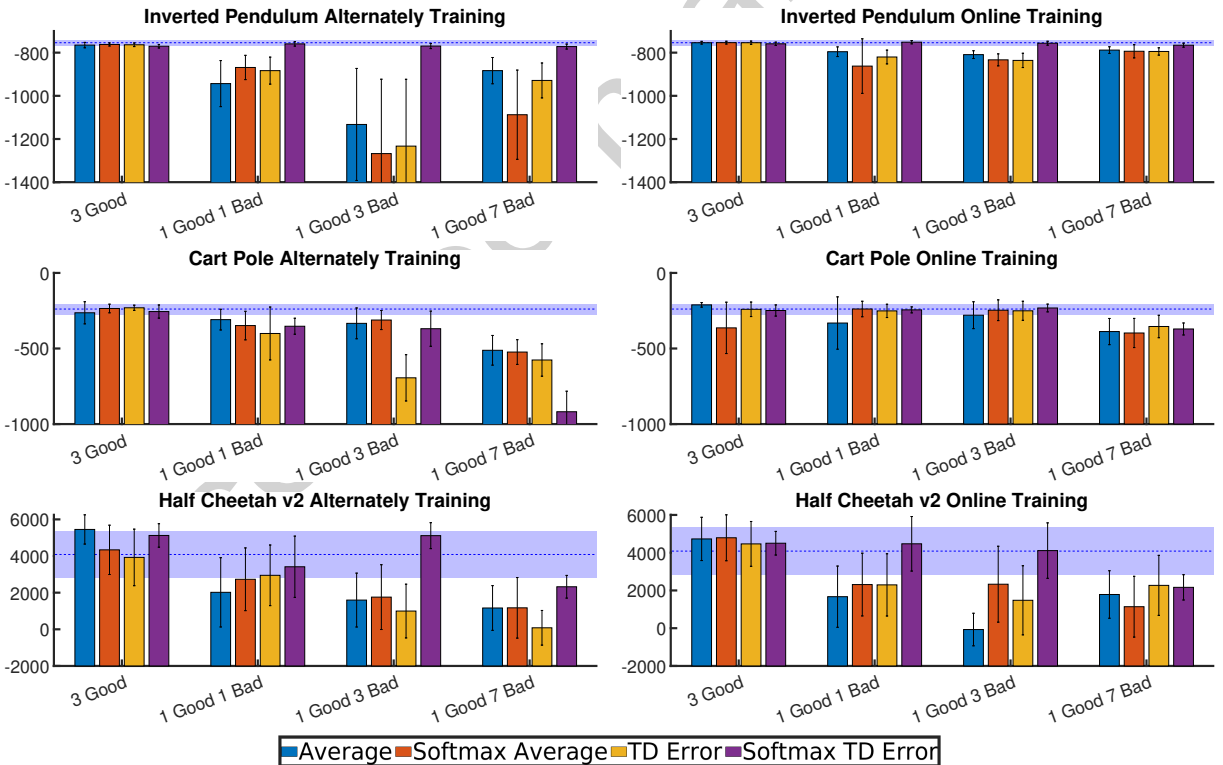 Inverted Pendulum Alternately Training
-800
-1000
-1200
-1400
3 Good
1 Good 1 Bad
1 Good 3 Bad
1 Good 7 Bad
Inverted Pendulum Online Training
-800
-1000
-1200
-1400
3 Good
1 Good 1 Bad
1 Good 3 Bad
1 Good 7 Bad
Cart Pole Alternately Training
0
-500
-1000
3 Good
1 Good 1 Bad
1 Good 3 Bad
1 Good 7 Bad
Cart Pole Online Training
0
-500
-1000
3 Good
1 Good 1 Bad
1 Good 3 Bad
1 Good 7 Bad
Half Cheetah v2 Alternately Training
6000
4000
2000
0
-2000
3 Good
1 Good 1 Bad
1 Good 3 Bad
1 Good 7 Bad
Half Cheetah v2 Online Training
6000
4000
2000
0
-2000
3 Good
1 Good 1 Bad
1 Good 3 Bad
1 Good 7 Bad
Average Softmax Average TD Error Softmax TD Error